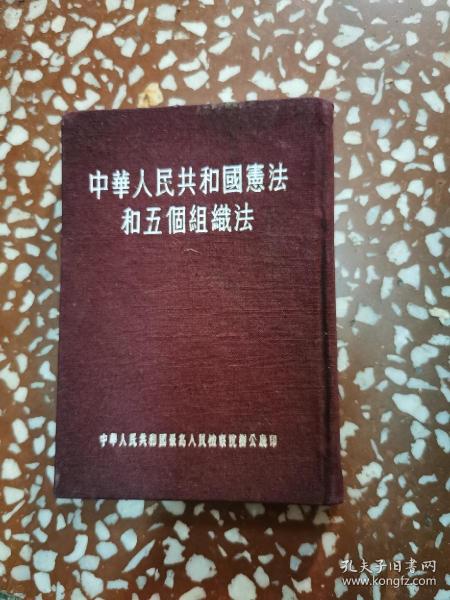 中華人民共和國憲法
和五個組織法
中華人民共和國最高人民檢察院辦公廳印
孔夫子旧书网
www.kongfz.com